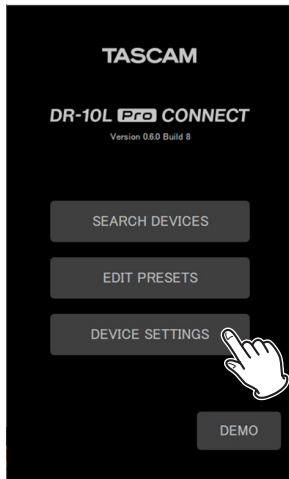 TASCAM
DR-10L Pro CONNECT
Version 0.6.0 Build 8
SEARCH DEVICES
EDIT PRESETS
DEVICE SETTINGS
DEMO